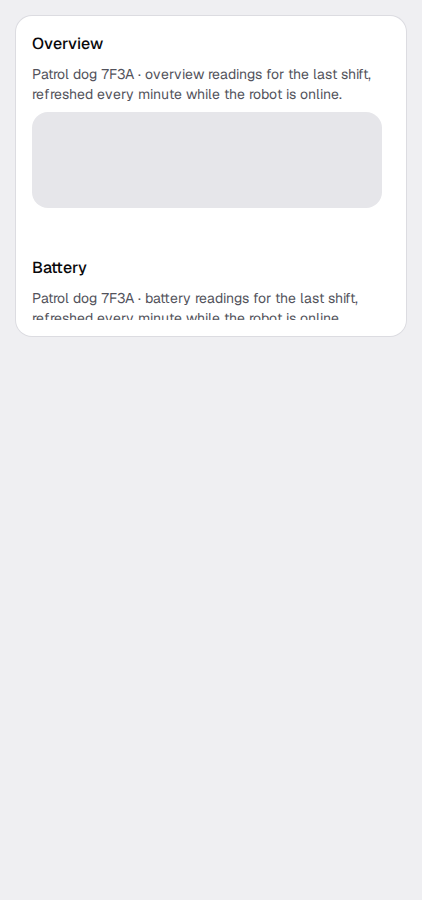 Overview
Patrol dog 7F3A · overview readings for the last shift,
refreshed every minute while the robot is online.
Battery
Patrol dog 7F3A · battery readings for the last shift,
refreshed every minute while the robot is online.